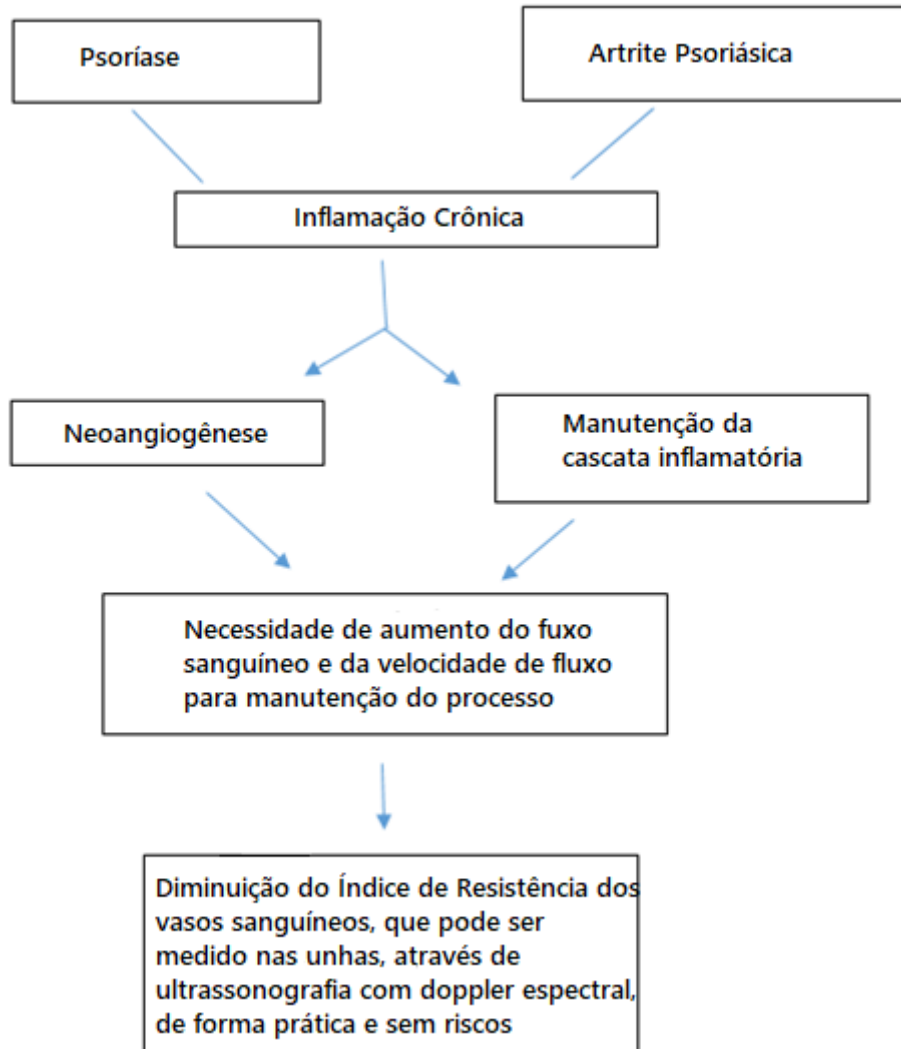 Psoríase
Artrite Psoriásica
Inflamação Crônica
Neoangiogênese
Manutenção da
cascata inflamatória
Necessidade de aumento do fuxo
sanguíneo e da velocidade de fluxo
para manutenção do processo
Diminuição do Índice de Resistência dos
vasos sanguíneos, que pode ser
medido nas unhas, através de
ultrassonografia com doppler espectral,
de forma prática e sem riscos